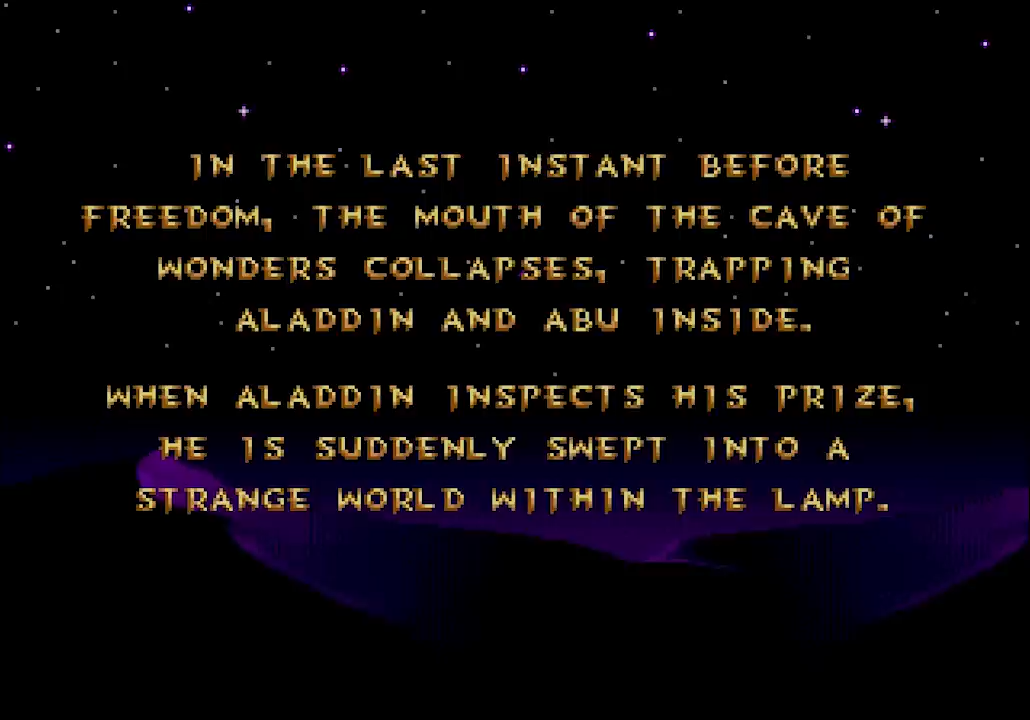 IN THE LAST INSTANT BEFORE
FREEDOM, THE MOUTH OF THE CAVE OF
WONDERS COLLAPSES, TRAPPING
ALADDIN AND ABU INSIDE.
WHEN ALADDIN INSPECTS HIS PRIZE,
HE IS SUDDENLY SWEPT INTO A
STRANGE WORLD WITHIN THE LAMP.